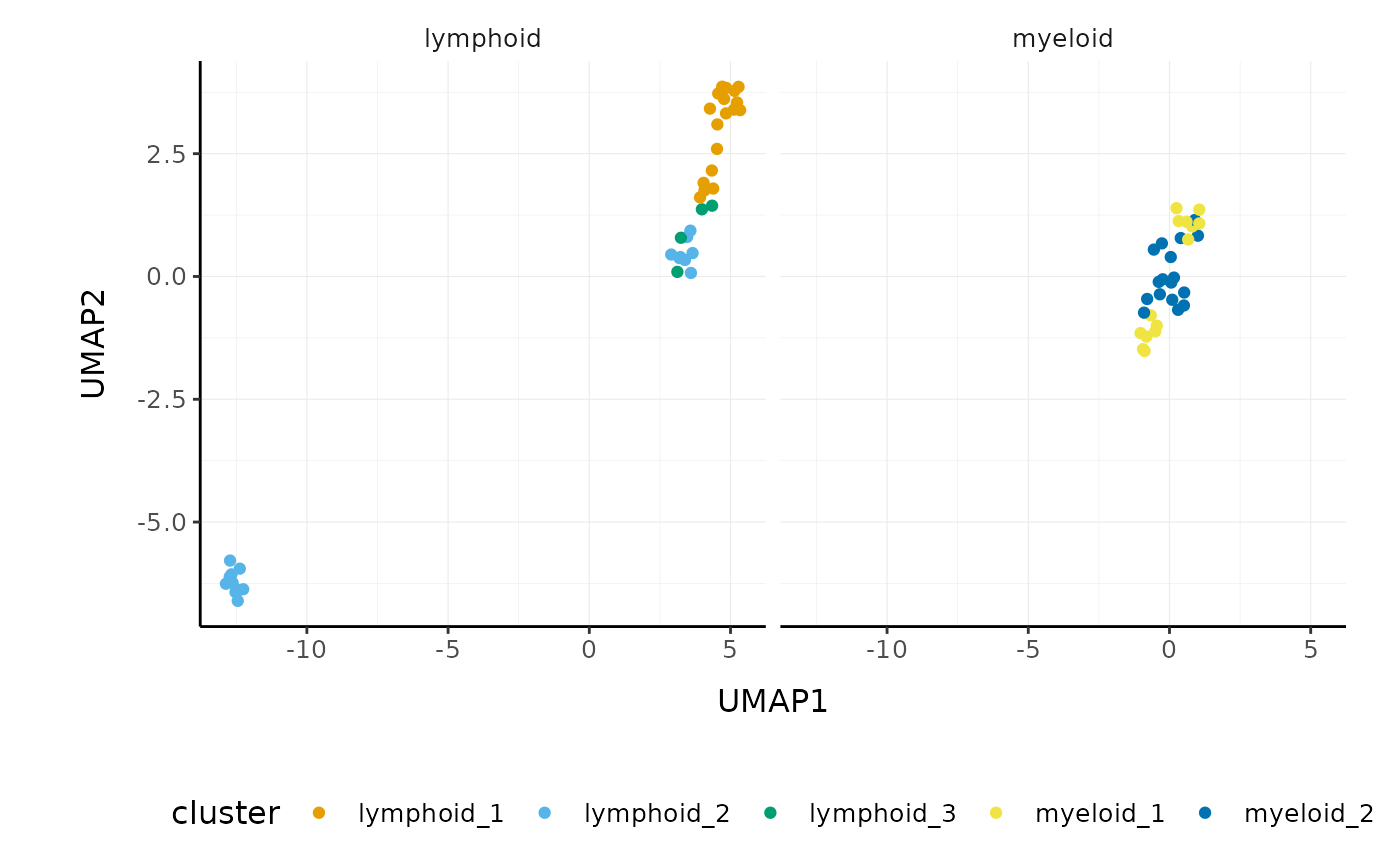 lymphoid myeloid
2.5
0.0
-2.5
-5.0
UMAP2
-10 -5 0 5 -10 -5 0 5
UMAP1
cluster lymphoid_1 lymphoid_2 lymphoid_3 myeloid_1 myeloid_2